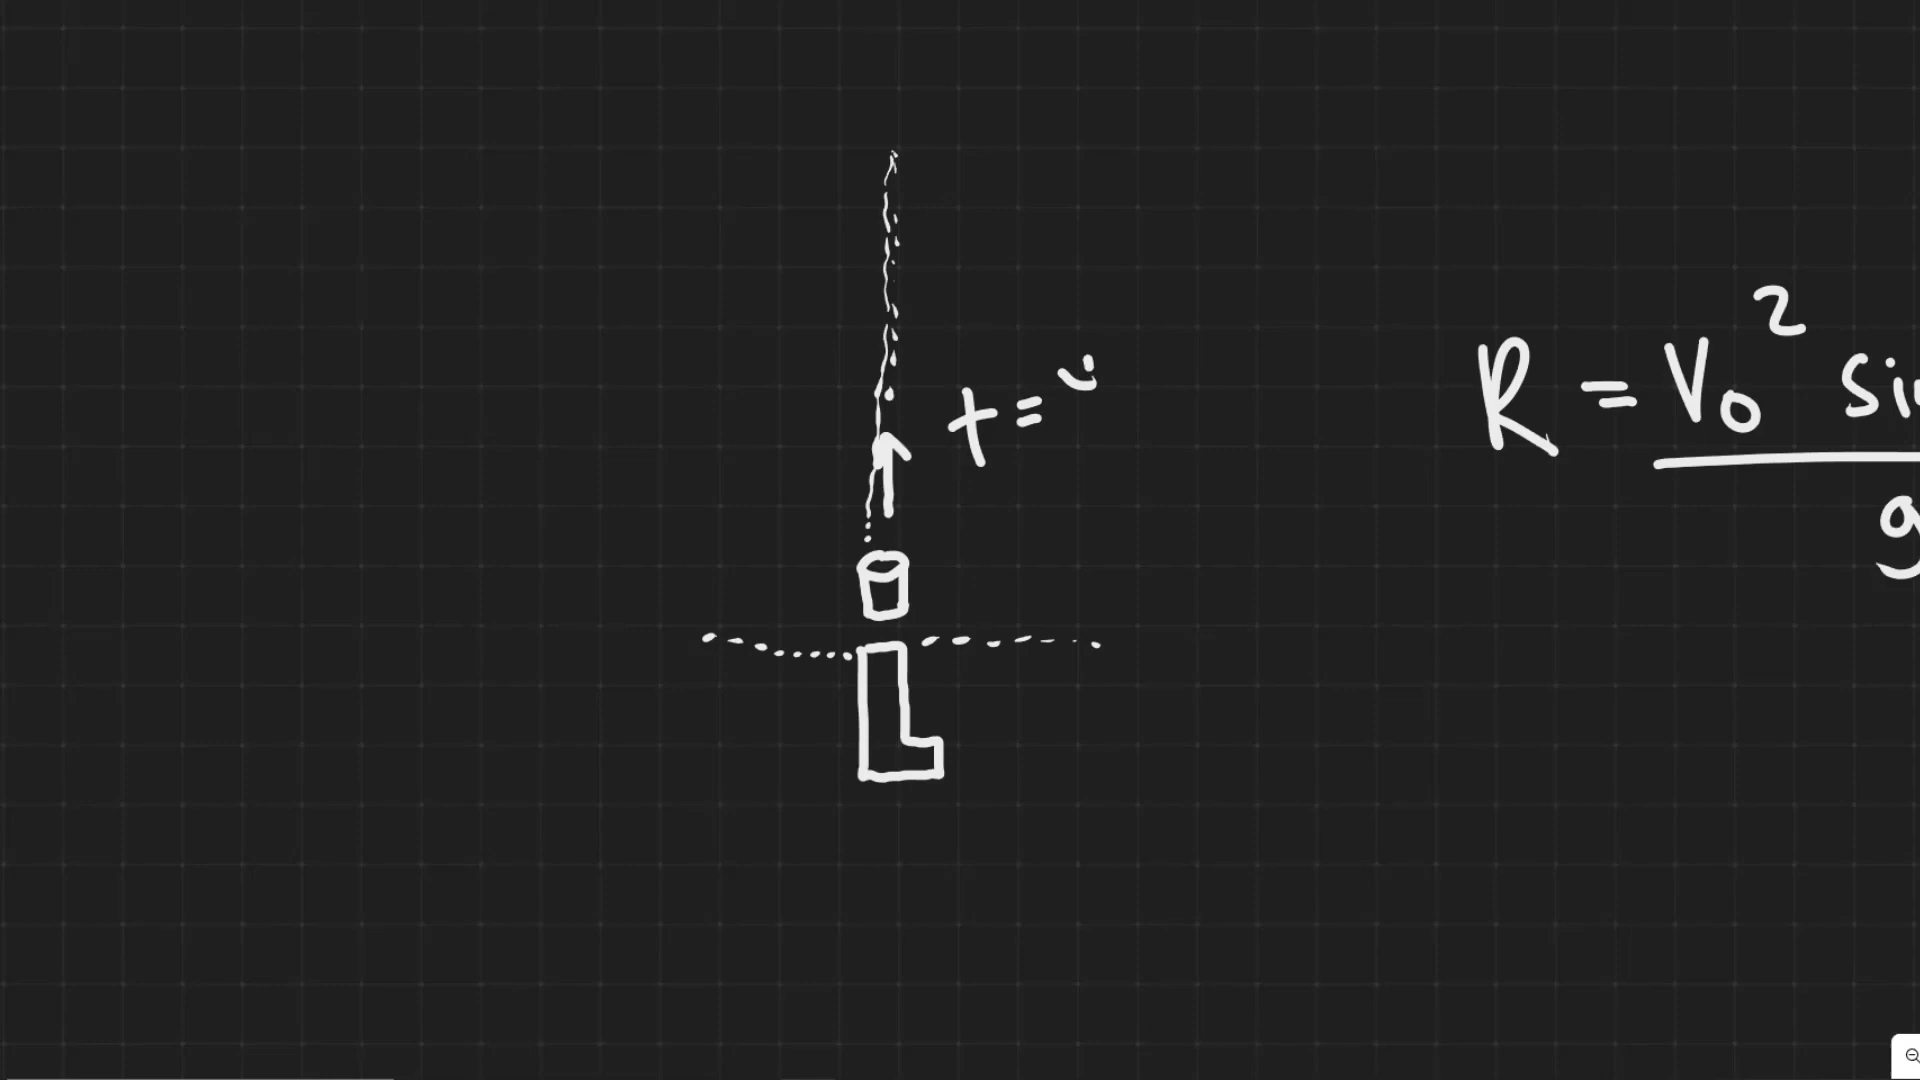 t =
R = V₀² si
g